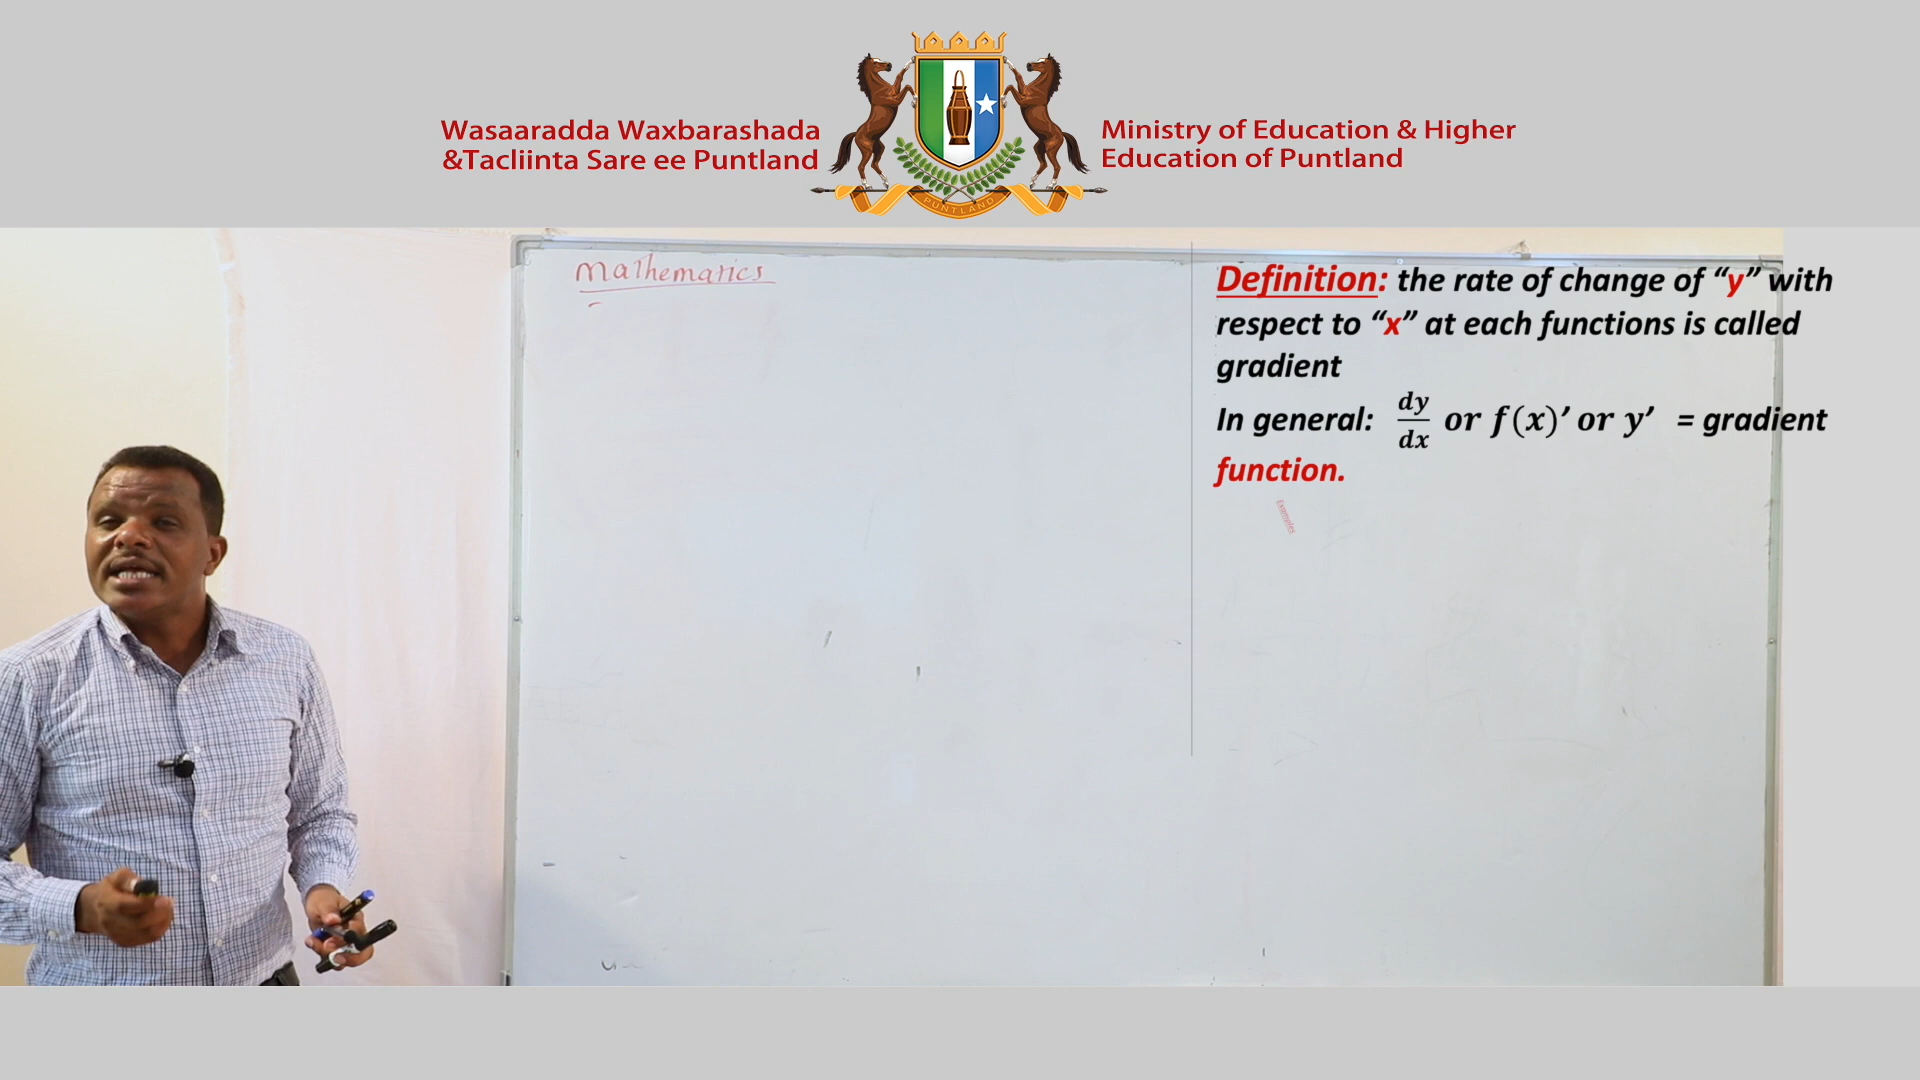 Wasaaradda Waxbarashada
&Tacliinta Sare ee Puntland
Ministry of Education & Higher
Education of Puntland
PUNTLAND
Mathematics
Definition: the rate of change of “y” with
respect to “x” at each functions is called
gradient
In general: dy/dx or f(x)’ or y’ = gradient
function.
Examples